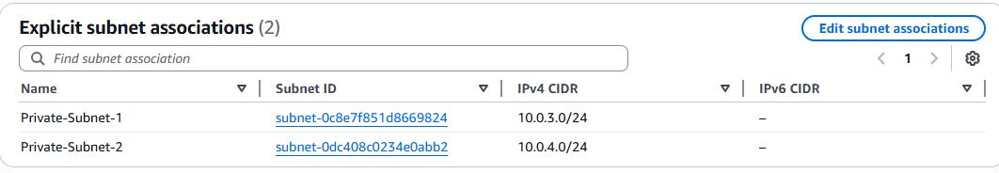 Explicit subnet associations (2)
Edit subnet associations
Find subnet association
1
Name Subnet ID IPv4 CIDR IPv6 CIDR
Private-Subnet-1 subnet-0c8e7f851d8669824 10.0.3.0/24 –
Private-Subnet-2 subnet-0dc408c0234e0abb2 10.0.4.0/24 –